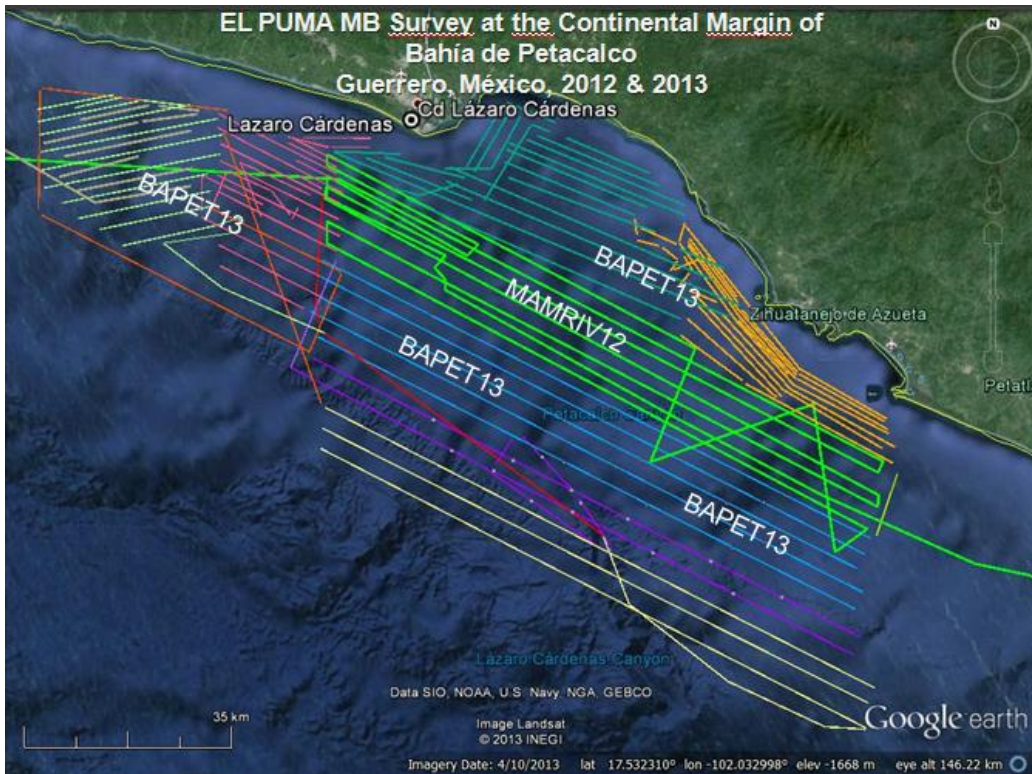 EL PUMA MB Survey at the Continental Margin of
Bahía de Petacalco
Guerrero, México, 2012 & 2013
N
Cd Lázaro Cárdenas
Lazaro Cárdenas
BAPET13
BAPET13
MAMRIV12
Zihuatanejo de Azueta
BAPET13
Petatl
Petacalco
BAPET13
Lázaro Cárdenas Canyon
Data SIO, NOAA, U.S. Navy, NGA, GEBCO
35 km
Image Landsat
© 2013 INEGI
Google earth
Imagery Date: 4/10/2013 lat 17.532310° lon -102.032998° elev -1668 m eye alt 146.22 km